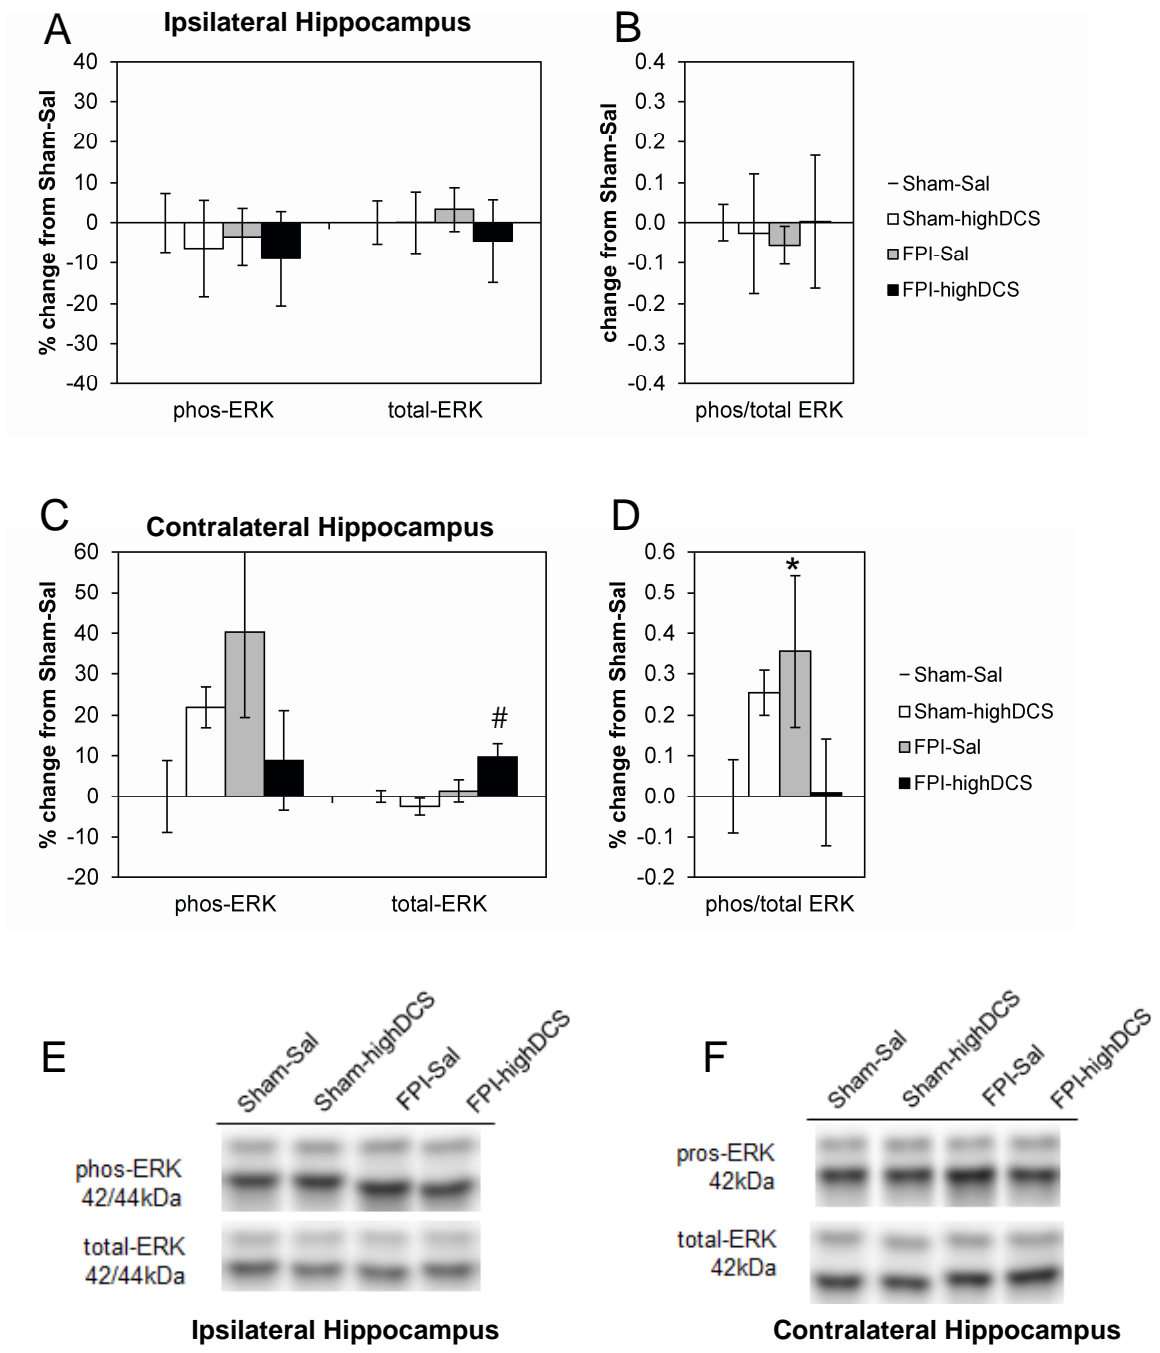 A
Ipsilateral Hippocampus
% change from Sham-Sal
40
30
20
10
0
-10
-20
-30
-40
phos-ERK
total-ERK
B
change from Sham-Sal
0.4
0.3
0.2
0.1
0.0
-0.1
-0.2
-0.3
-0.4
phos/total ERK
Sham-Sal
Sham-highDCS
FPI-Sal
FPI-highDCS
C
Contralateral Hippocampus
% change from Sham-Sal
60
50
40
30
20
10
0
-10
-20
#
phos-ERK
total-ERK
D
% change from Sham-Sal
0.6
0.5
0.4
0.3
0.2
0.1
0.0
-0.1
-0.2
*
phos/total ERK
Sham-Sal
Sham-highDCS
FPI-Sal
FPI-highDCS
E
Sham-Sal
Sham-highDCS
FPI-Sal
FPI-highDCS
phos-ERK
42/44kDa
total-ERK
42/44kDa
Ipsilateral Hippocampus
F
Sham-Sal
Sham-highDCS
FPI-Sal
FPI-highDCS
pros-ERK
42kDa
total-ERK
42kDa
Contralateral Hippocampus